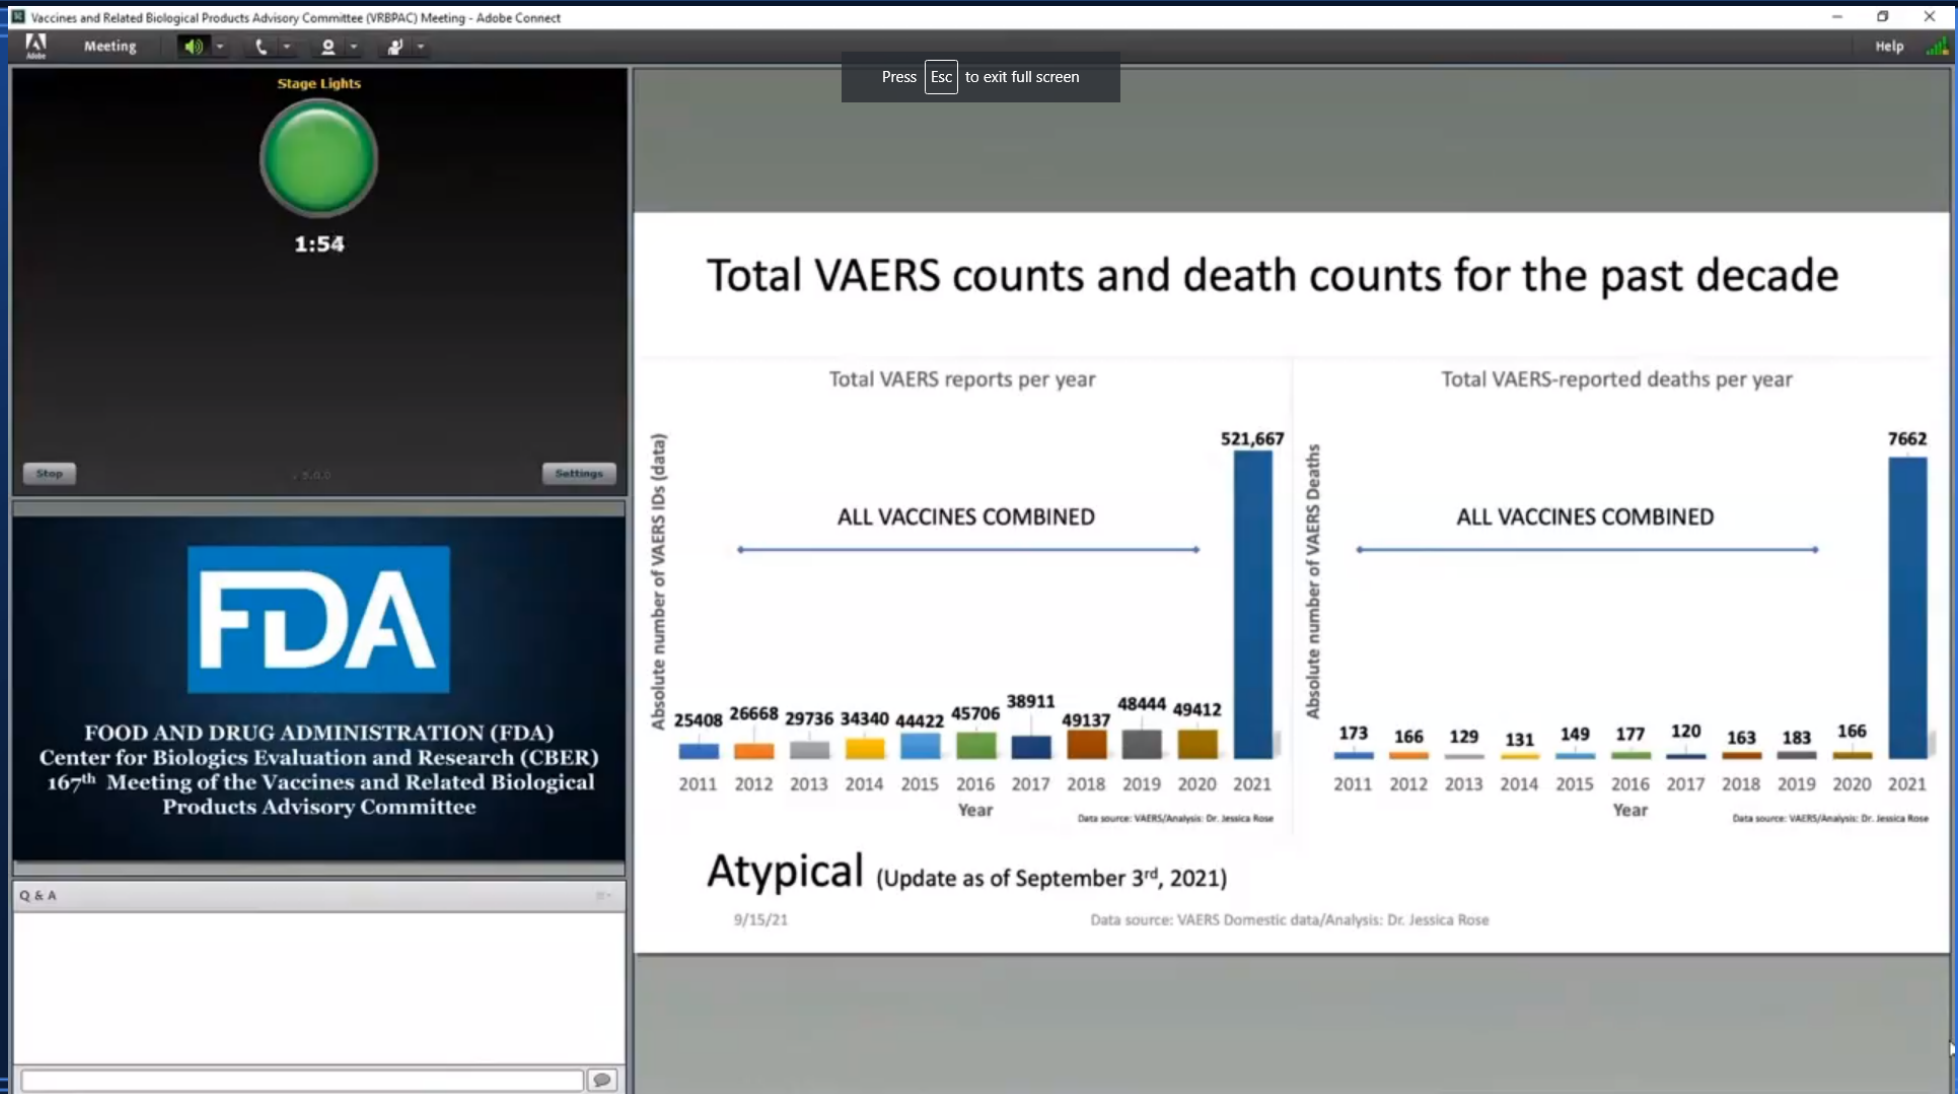 Vaccines and Related Biological Products Advisory Committee (VRBPAC) Meeting - Adobe Connect
Adobe
Meeting
Help
Press Esc to exit full screen
Stage Lights
1:54
Stop
Settings
FDA
FOOD AND DRUG ADMINISTRATION (FDA)
Center for Biologics Evaluation and Research (CBER)
167th Meeting of the Vaccines and Related Biological
Products Advisory Committee
Q & A
Total VAERS counts and death counts for the past decade
Total VAERS reports per year
Absolute number of VAERS IDs (data)
ALL VACCINES COMBINED
25408 26668 29736 34340 44422 45706 38911 49137 48444 49412 521,667
2011 2012 2013 2014 2015 2016 2017 2018 2019 2020 2021
Year
Data source: VAERS/Analysis: Dr. Jessica Rose
Total VAERS-reported deaths per year
Absolute number of VAERS Deaths
ALL VACCINES COMBINED
173 166 129 131 149 177 120 163 183 166 7662
2011 2012 2013 2014 2015 2016 2017 2018 2019 2020 2021
Year
Data source: VAERS/Analysis: Dr. Jessica Rose
Atypical (Update as of September 3rd, 2021)
9/15/21
Data source: VAERS Domestic data/Analysis: Dr. Jessica Rose